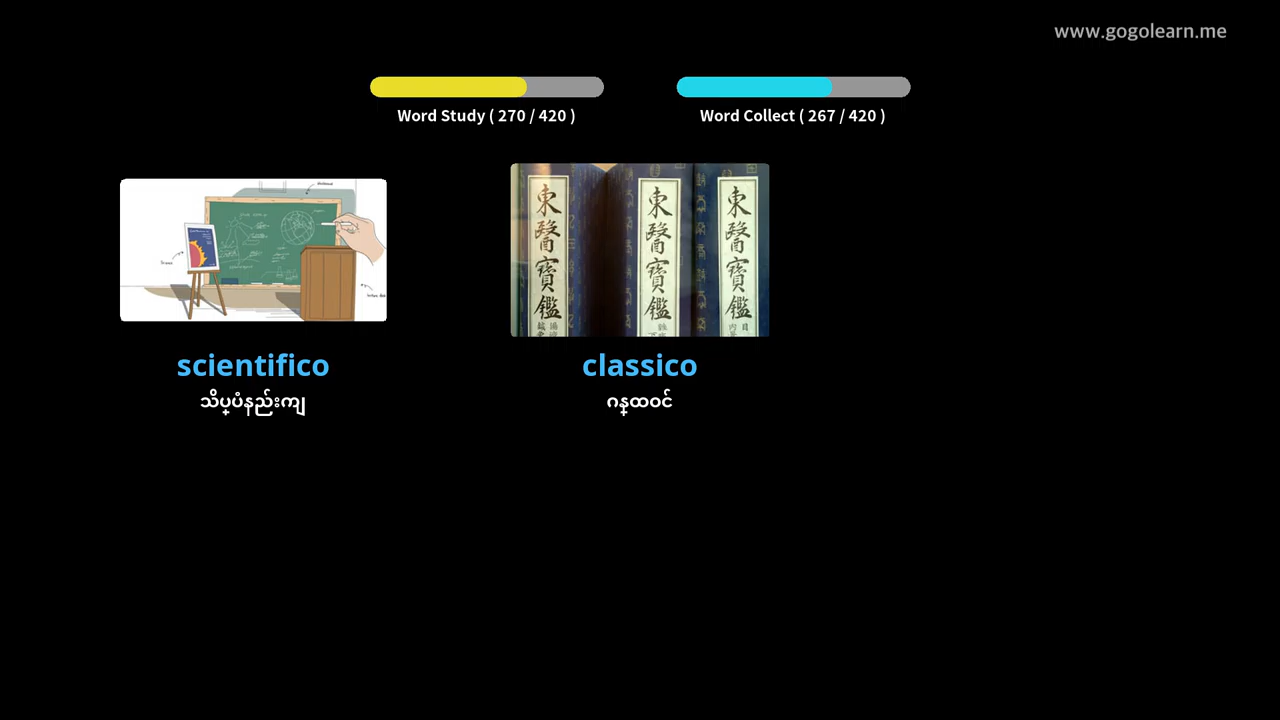 www.gogolearn.me
Word Study ( 270 / 420 )
Word Collect ( 267 / 420 )
東醫寶鑑
東醫寶鑑
東醫寶鑑
scientifico
သိပ္ပံနည်းကျ
classico
ဂန္ထဝင်